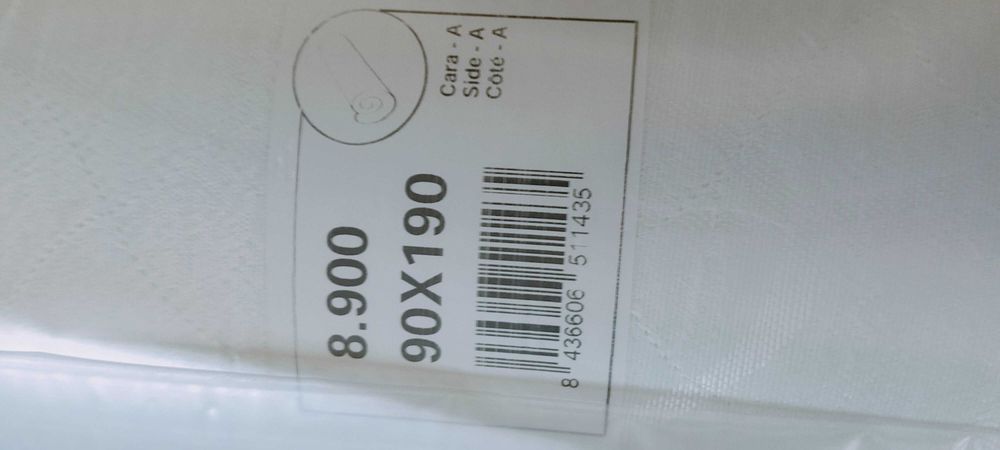 Cara - A
Side - A
Côté - A
8.900
90X190
8 436606 511435